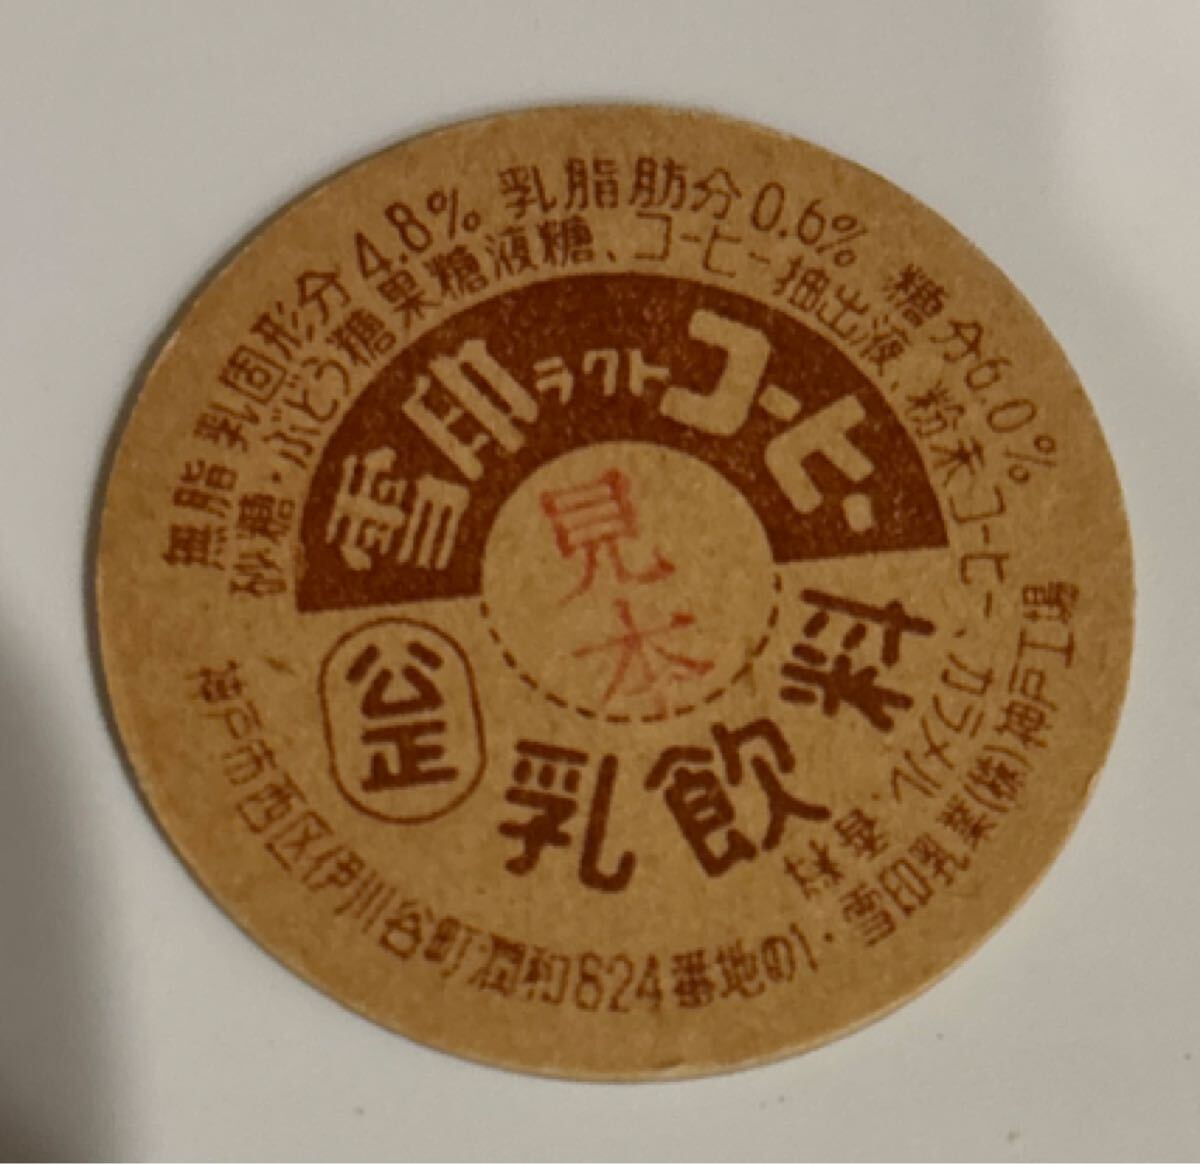 無脂乳固形分4.8% 乳脂肪分0.6% 糖分6.0%
砂糖・ぶどう糖果糖液糖、コーヒー抽出液、粉末コーヒー、カラメル、香料
雪印ラクトコーヒー
見本
公正
乳飲料
神戸市西区伊川谷町潤和824番地の1・雪印乳業(株)神戸工場